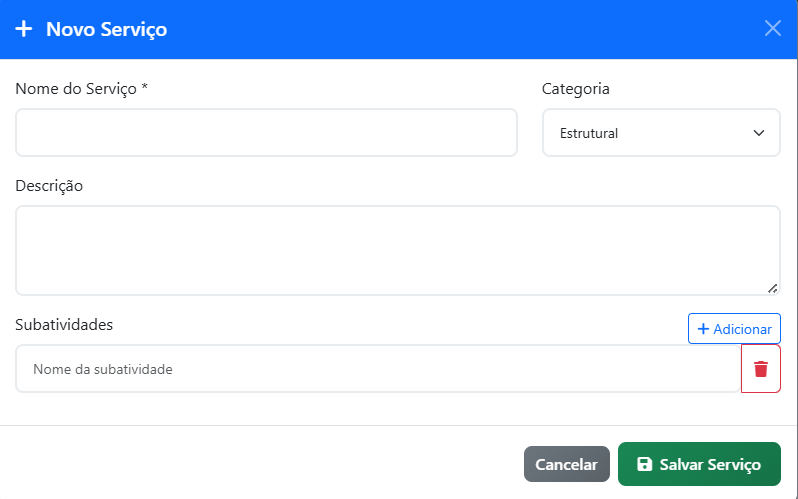 Novo Serviço
Nome do Serviço *
Categoria
Estrutural
Descrição
Subatividades
Adicionar
Nome da subatividade
Cancelar
Salvar Serviço